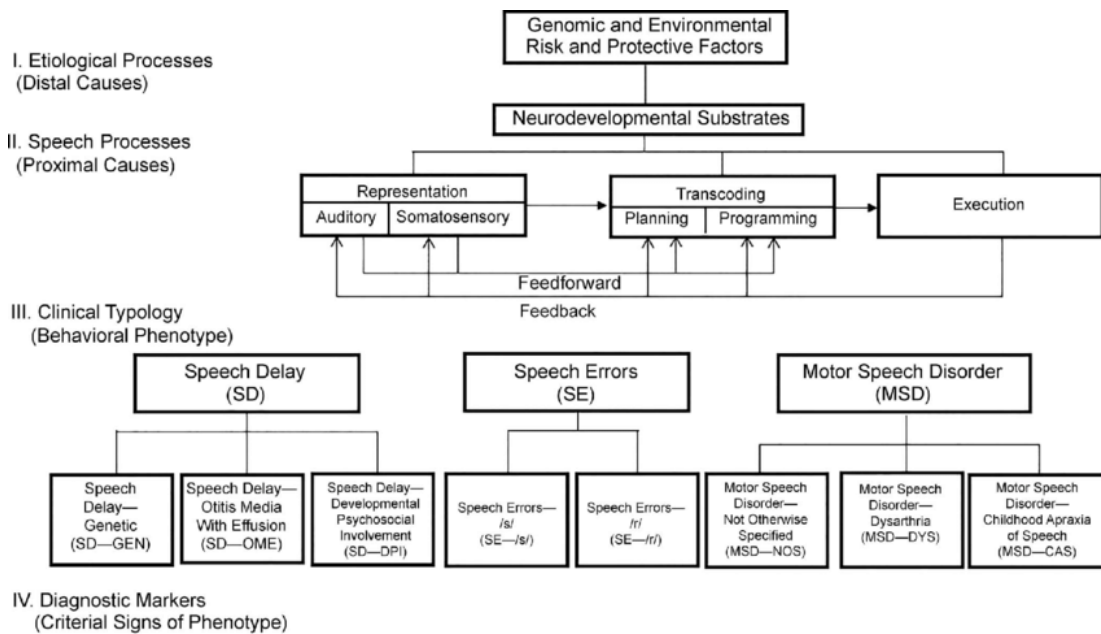 Genomic and Environmental
Risk and Protective Factors
I. Etiological Processes
(Distal Causes)
Neurodevelopmental Substrates
II. Speech Processes
(Proximal Causes)
Representation
Auditory
Somatosensory
Transcoding
Planning
Programming
Execution
Feedforward
Feedback
III. Clinical Typology
(Behavioral Phenotype)
Speech Delay
(SD)
Speech Errors
(SE)
Motor Speech Disorder
(MSD)
Speech
Delay—
Genetic
(SD—GEN)
Speech Delay—
Otitis Media
With Effusion
(SD—OME)
Speech Delay—
Developmental
Psychosocial
Involvement
(SD—DPI)
Speech Errors—
/s/
(SE—/s/)
Speech Errors—
/r/
(SE—/r/)
Motor Speech
Disorder—
Not Otherwise
Specified
(MSD—NOS)
Motor Speech
Disorder—
Dysarthria
(MSD—DYS)
Motor Speech
Disorder—
Childhood Apraxia
of Speech
(MSD—CAS)
IV. Diagnostic Markers
(Criterial Signs of Phenotype)